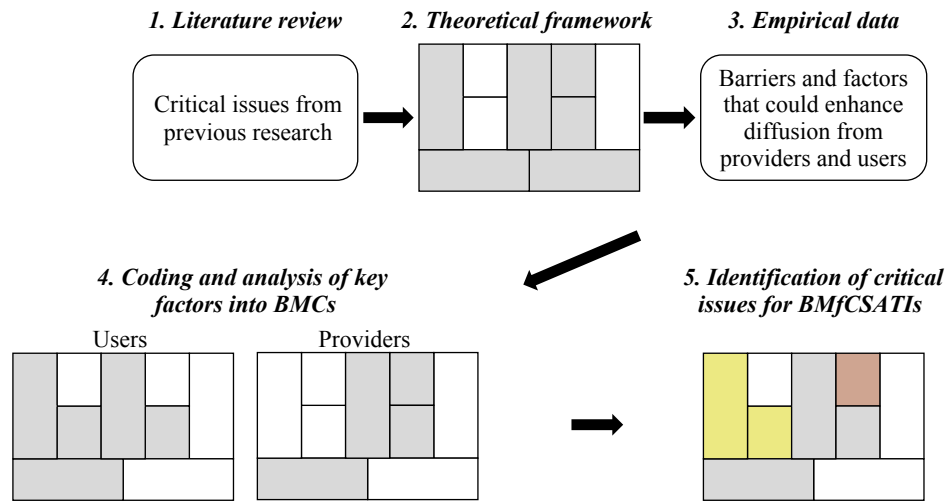 1. Literature review
2. Theoretical framework
3. Empirical data
Critical issues from
previous research
Barriers and factors
that could enhance
diffusion from
providers and users
4. Coding and analysis of key
factors into BMCs
5. Identification of critical
issues for BMfCSATIs
Users
Providers